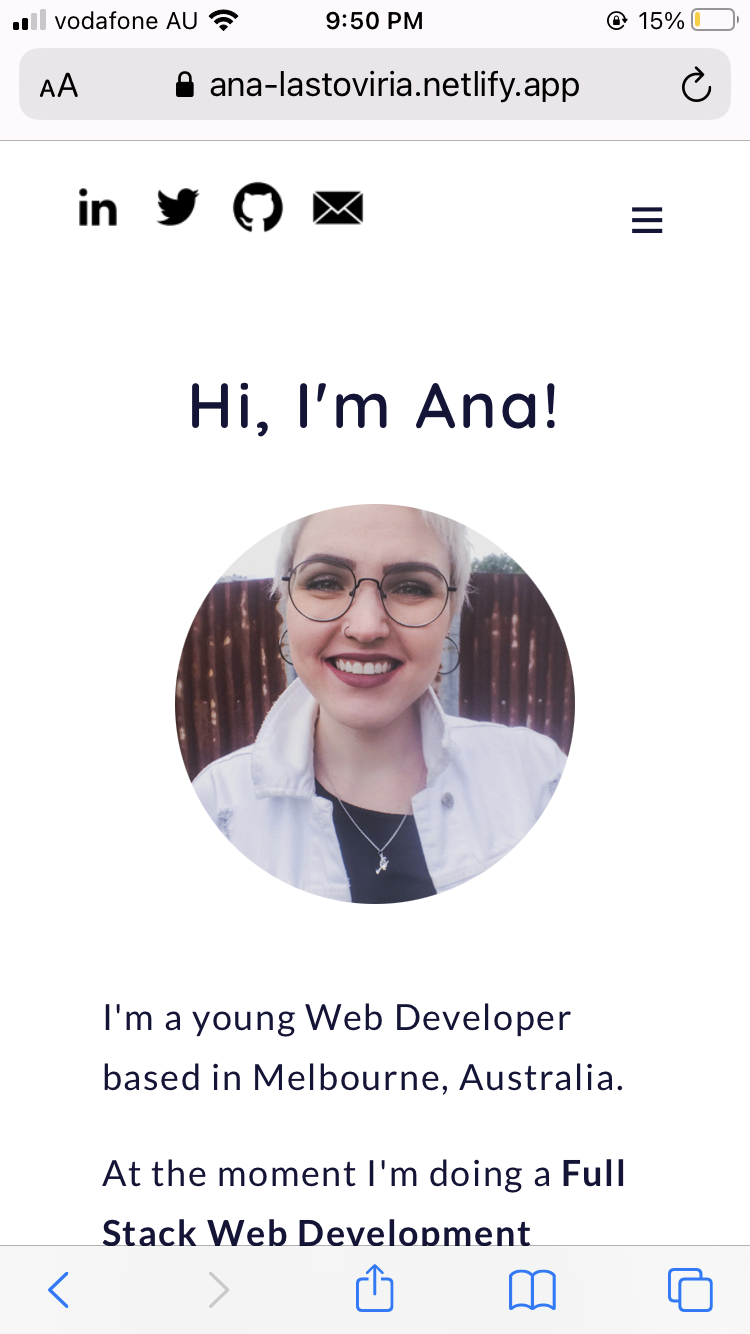 vodafone AU 9:50 PM 15%
AA ana-lastoviria.netlify.app
in
Hi, I'm Ana!
I'm a young Web Developer
based in Melbourne, Australia.
At the moment I'm doing a Full
Stack Web Development